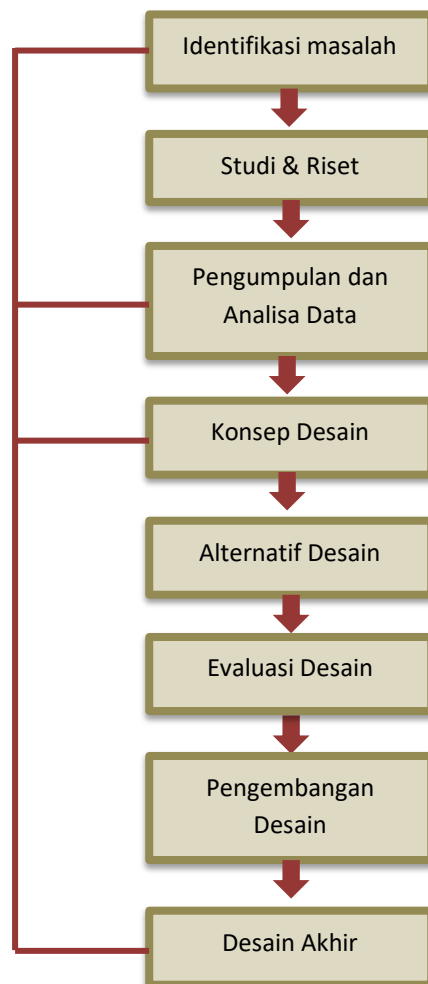 Identifikasi masalah
Studi & Riset
Pengumpulan dan
Analisa Data
Konsep Desain
Alternatif Desain
Evaluasi Desain
Pengembangan
Desain
Desain Akhir